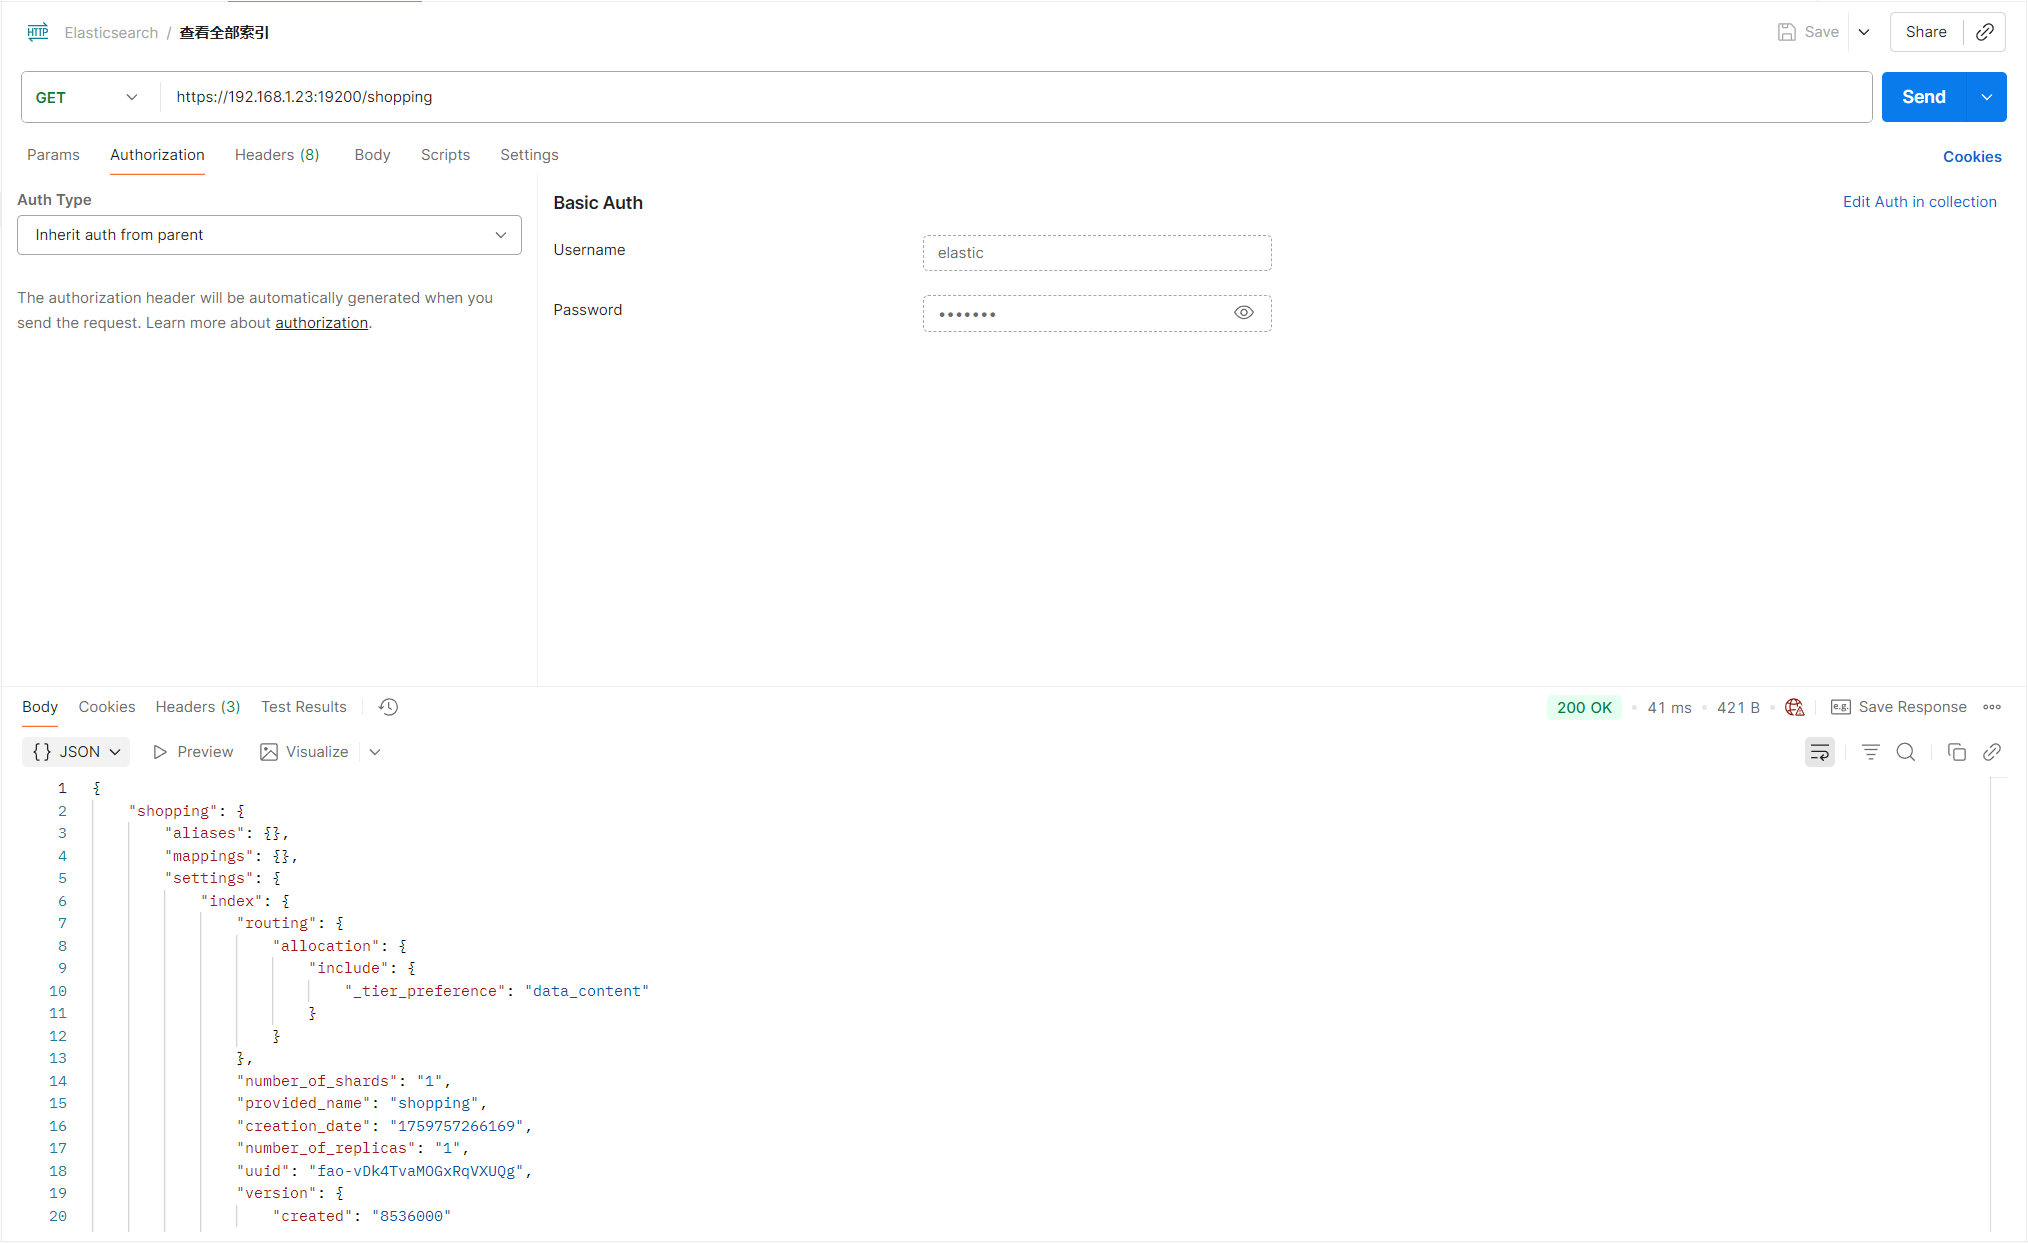 HTTP Elasticsearch / 查看全部索引 Save Share
GET https://192.168.1.23:19200/shopping Send
Params Authorization Headers (8) Body Scripts Settings Cookies
Auth Type
Inherit auth from parent
The authorization header will be automatically generated when you
send the request. Learn more about authorization.
Basic Auth Edit Auth in collection
Username elastic
Password •••••••
Body Cookies Headers (3) Test Results 200 OK • 41 ms • 421 B • e.g. Save Response
{} JSON Preview Visualize
1 {
2 "shopping": {
3 "aliases": {},
4 "mappings": {},
5 "settings": {
6 "index": {
7 "routing": {
8 "allocation": {
9 "include": {
10 "_tier_preference": "data_content"
11 }
12 }
13 },
14 "number_of_shards": "1",
15 "provided_name": "shopping",
16 "creation_date": "1759757266169",
17 "number_of_replicas": "1",
18 "uuid": "fao-vDk4TvaMOGxRqVXUQg",
19 "version": {
20 "created": "8536000"